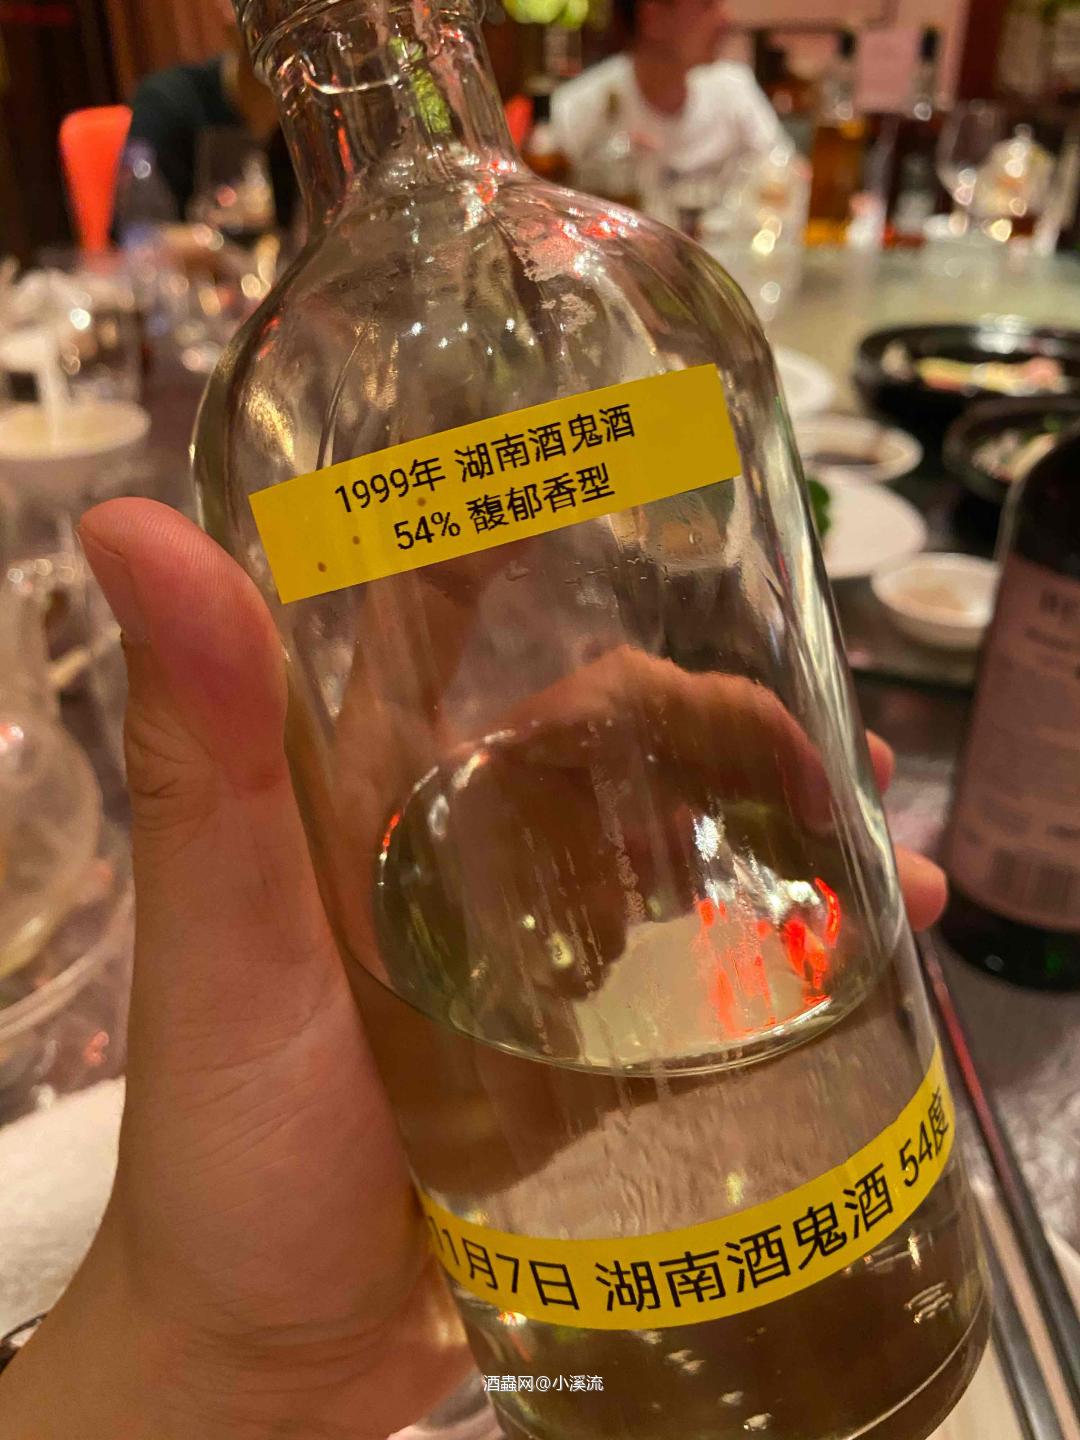 1999年 湖南酒鬼酒
54% 馥郁香型
11月7日 湖南酒鬼酒 54度
酒蟲网@小溪流